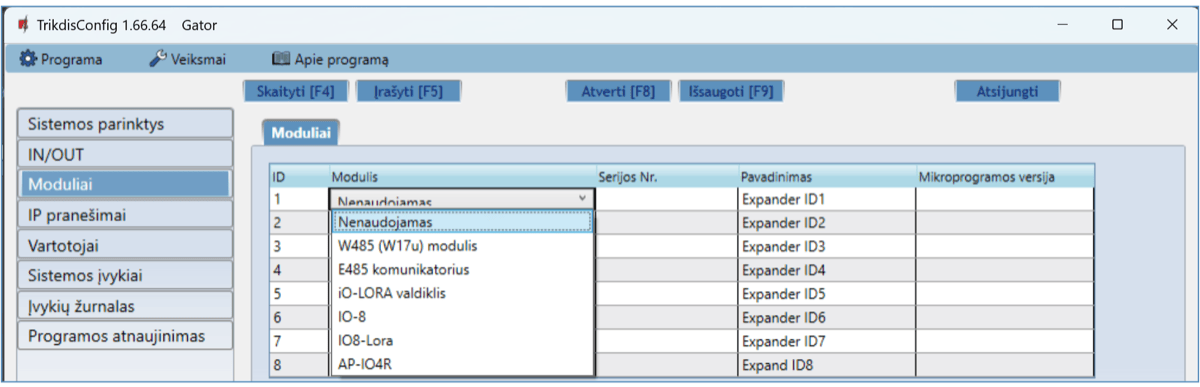 TrikdisConfig 1.66.64 Gator
Programa Veiksmai Apie programą
Skaityti [F4] Įrašyti [F5] Atverti [F8] Išsaugoti [F9] Atsijungti
Sistemos parinktys
IN/OUT
Moduliai
IP pranešimai
Vartotojai
Sistemos įvykiai
Įvykių žurnalas
Programos atnaujinimas
Moduliai
ID Modulis Serijos Nr. Pavadinimas Mikroprogramos versija
1 Nenaudojamas Expander ID1
2 Nenaudojamas Expander ID2
3 W485 (W17u) modulis Expander ID3
4 E485 komunikatorius Expander ID4
5 iO-LORA valdiklis Expander ID5
6 IO-8 Expander ID6
7 IO8-Lora Expander ID7
8 AP-IO4R Expand ID8